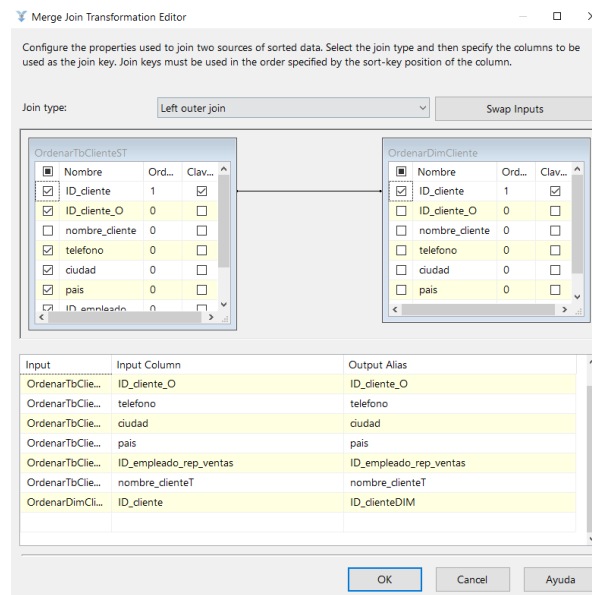 Merge Join Transformation Editor
Configure the properties used to join two sources of sorted data. Select the join type and then specify the columns to be
used as the join key. Join keys must be used in the order specified by the sort-key position of the column.
Join type: Left outer join Swap Inputs
OrdenarTbClienteST
Nombre Ord... Clav...
ID_cliente 1
ID_cliente_O 0
nombre_cliente 0
telefono 0
ciudad 0
pais 0
ID_empleado 0
OrdenarDimCliente
Nombre Ord... Clav...
ID_cliente 1
ID_cliente_O 0
nombre_cliente 0
telefono 0
ciudad 0
pais 0
Input Input Column Output Alias
OrdenarTbClie... ID_cliente_O ID_cliente_O
OrdenarTbClie... telefono telefono
OrdenarTbClie... ciudad ciudad
OrdenarTbClie... pais pais
OrdenarTbClie... ID_empleado_rep_ventas ID_empleado_rep_ventas
OrdenarTbClie... nombre_clienteT nombre_clienteT
OrdenarDimCli... ID_cliente ID_clienteDIM
OK Cancel Ayuda